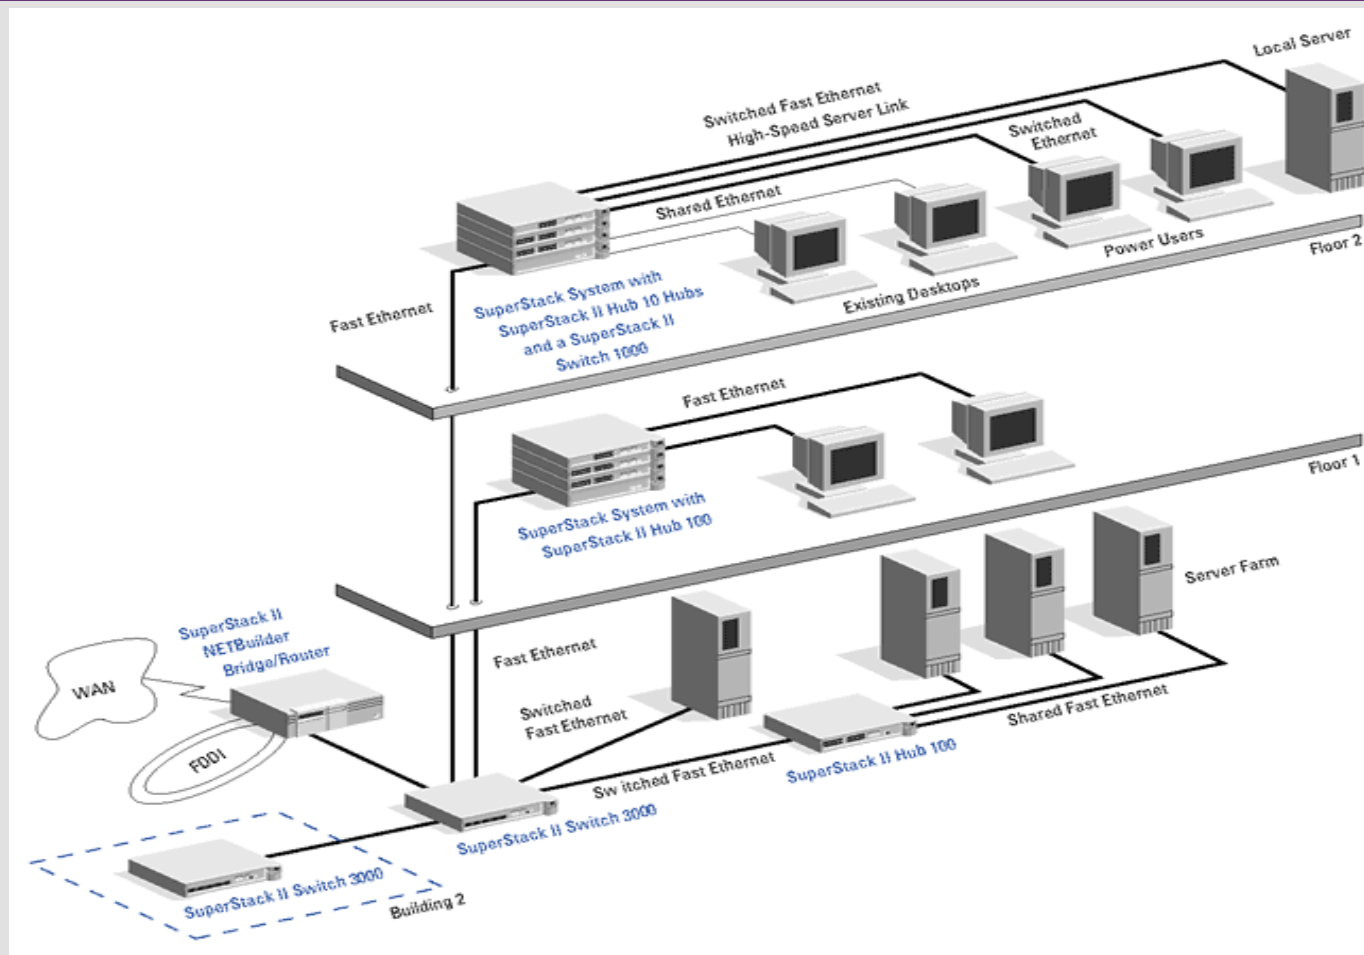 Local Server
Switched Fast Ethernet
High-Speed Server Link
Switched
Ethernet
Shared Ethernet
Power Users
Floor 2
Existing Desktops
Fast Ethernet
SuperStack System with
SuperStack II Hub 10 Hubs
and a SuperStack II
Switch 1000
Fast Ethernet
Floor 1
SuperStack System with
SuperStack II Hub 100
Server Farm
SuperStack II
NETBuilder
Bridge/Router
Fast Ethernet
WAN
Switched
Fast Ethernet
Shared Fast Ethernet
FDDI
Sw itched Fast Ethernet
SuperStack II Hub 100
SuperStack II Switch 3000
SuperStack II Switch 3000
Building 2